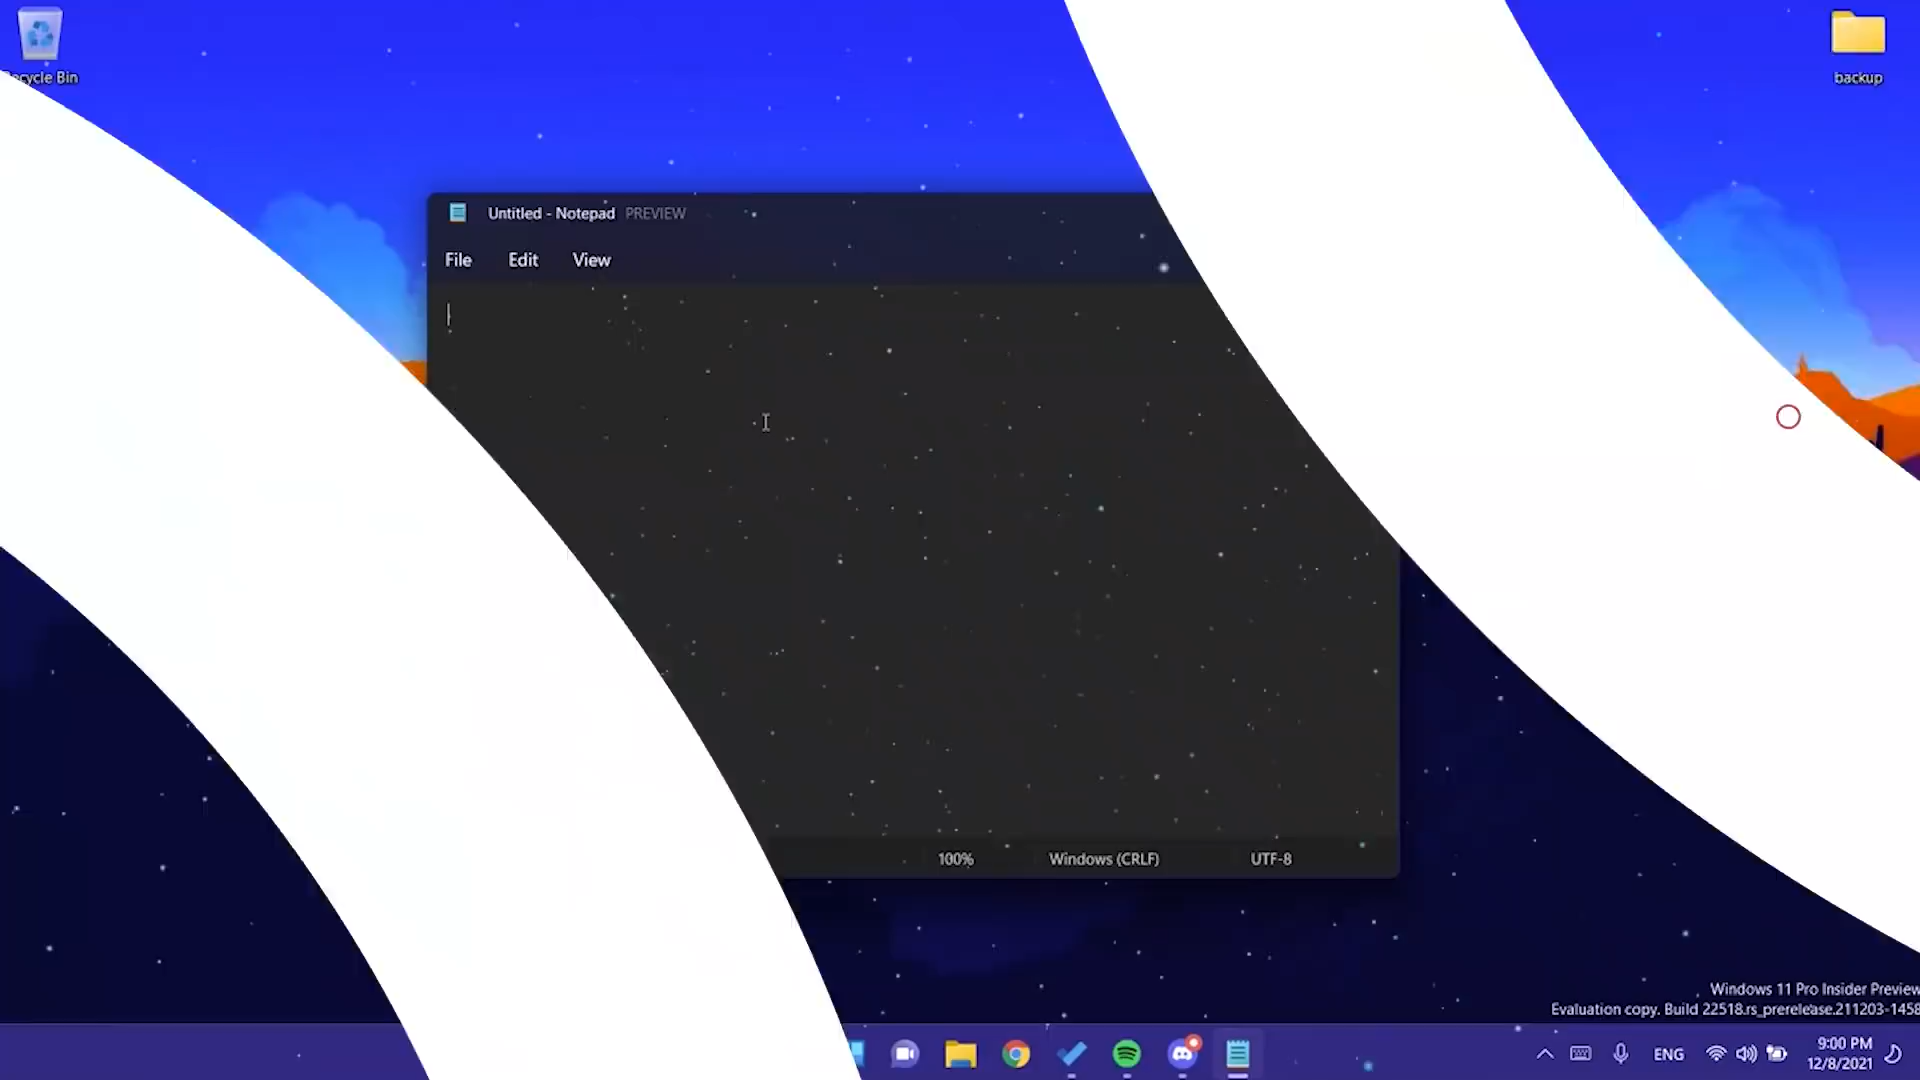 ecycle Bin
backup
Untitled - Notepad PREVIEW
File Edit View
100% Windows (CRLF) UTF-8
Windows 11 Pro Insider Preview
Evaluation copy. Build 22518.rs_prerelease.211203-1458
ENG
9:00 PM
12/8/2021